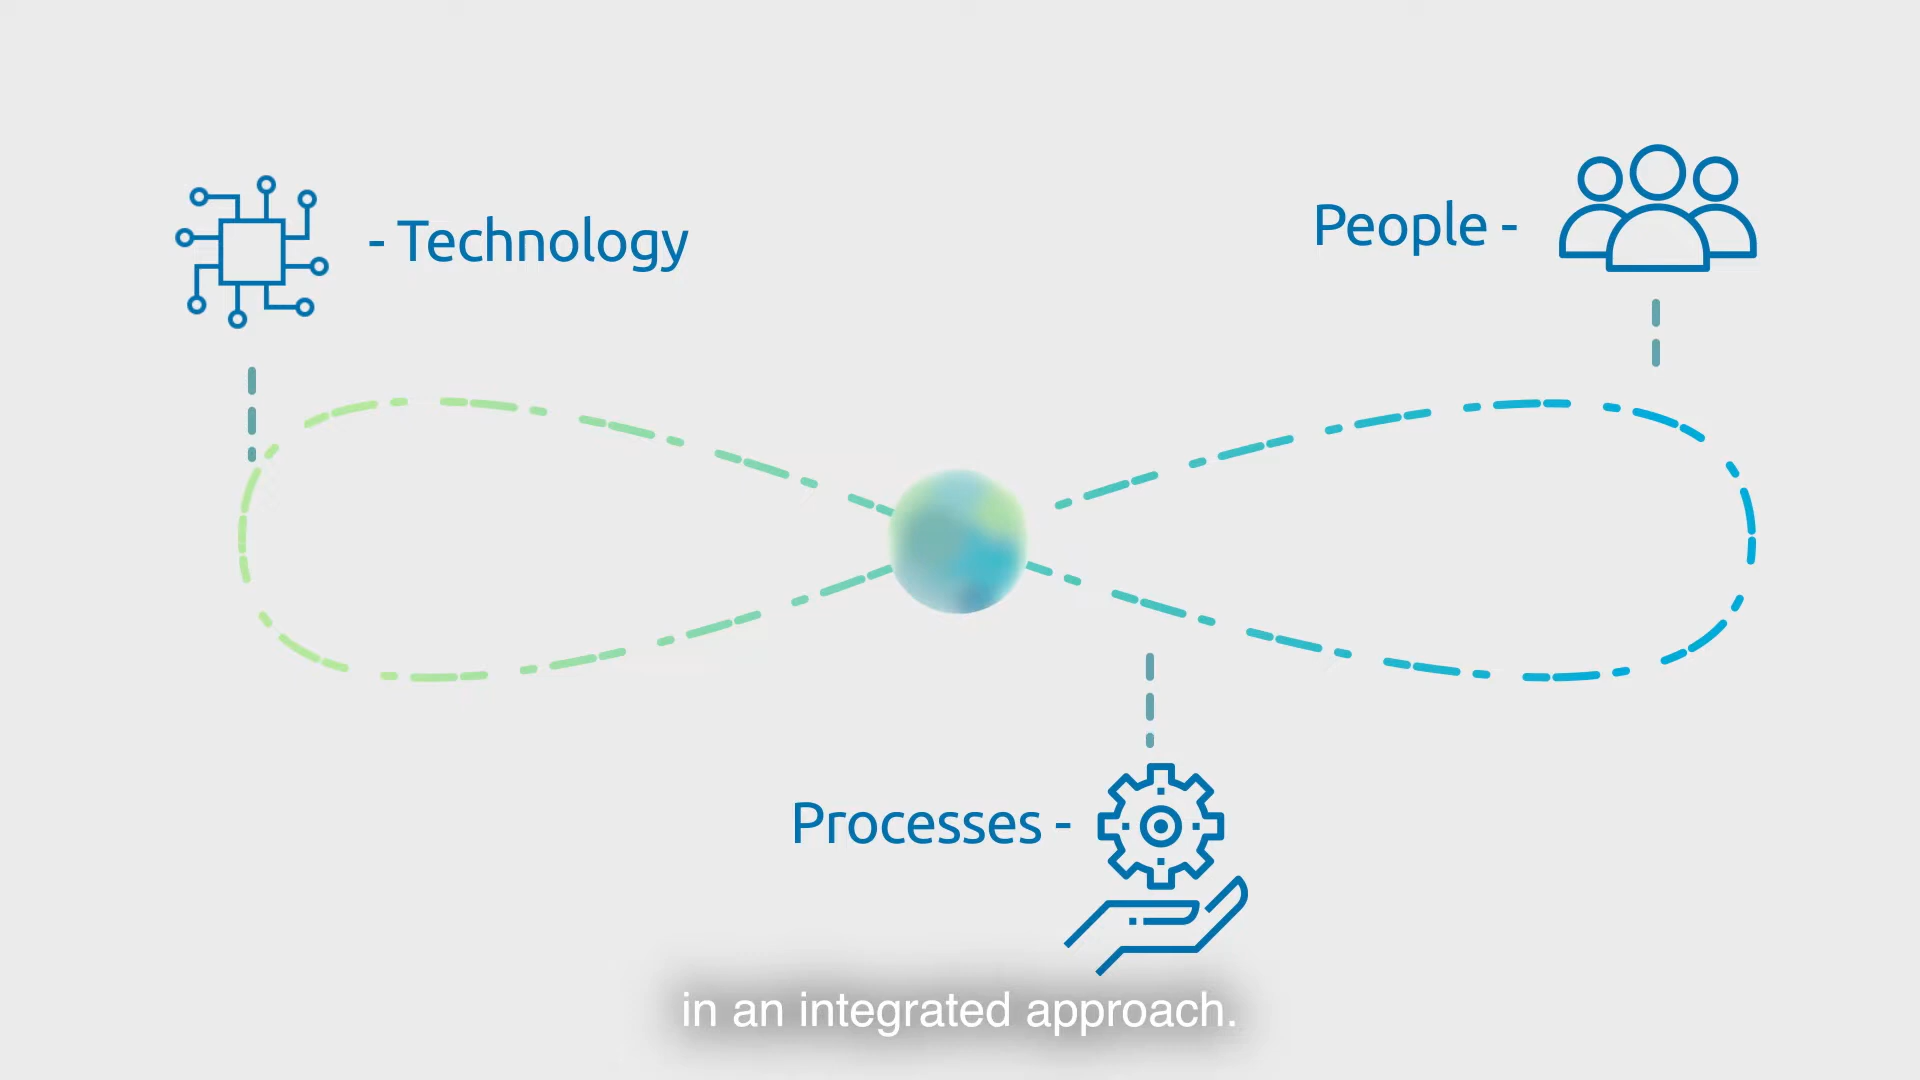 - Technology
People -
Processes -
in an integrated approach.